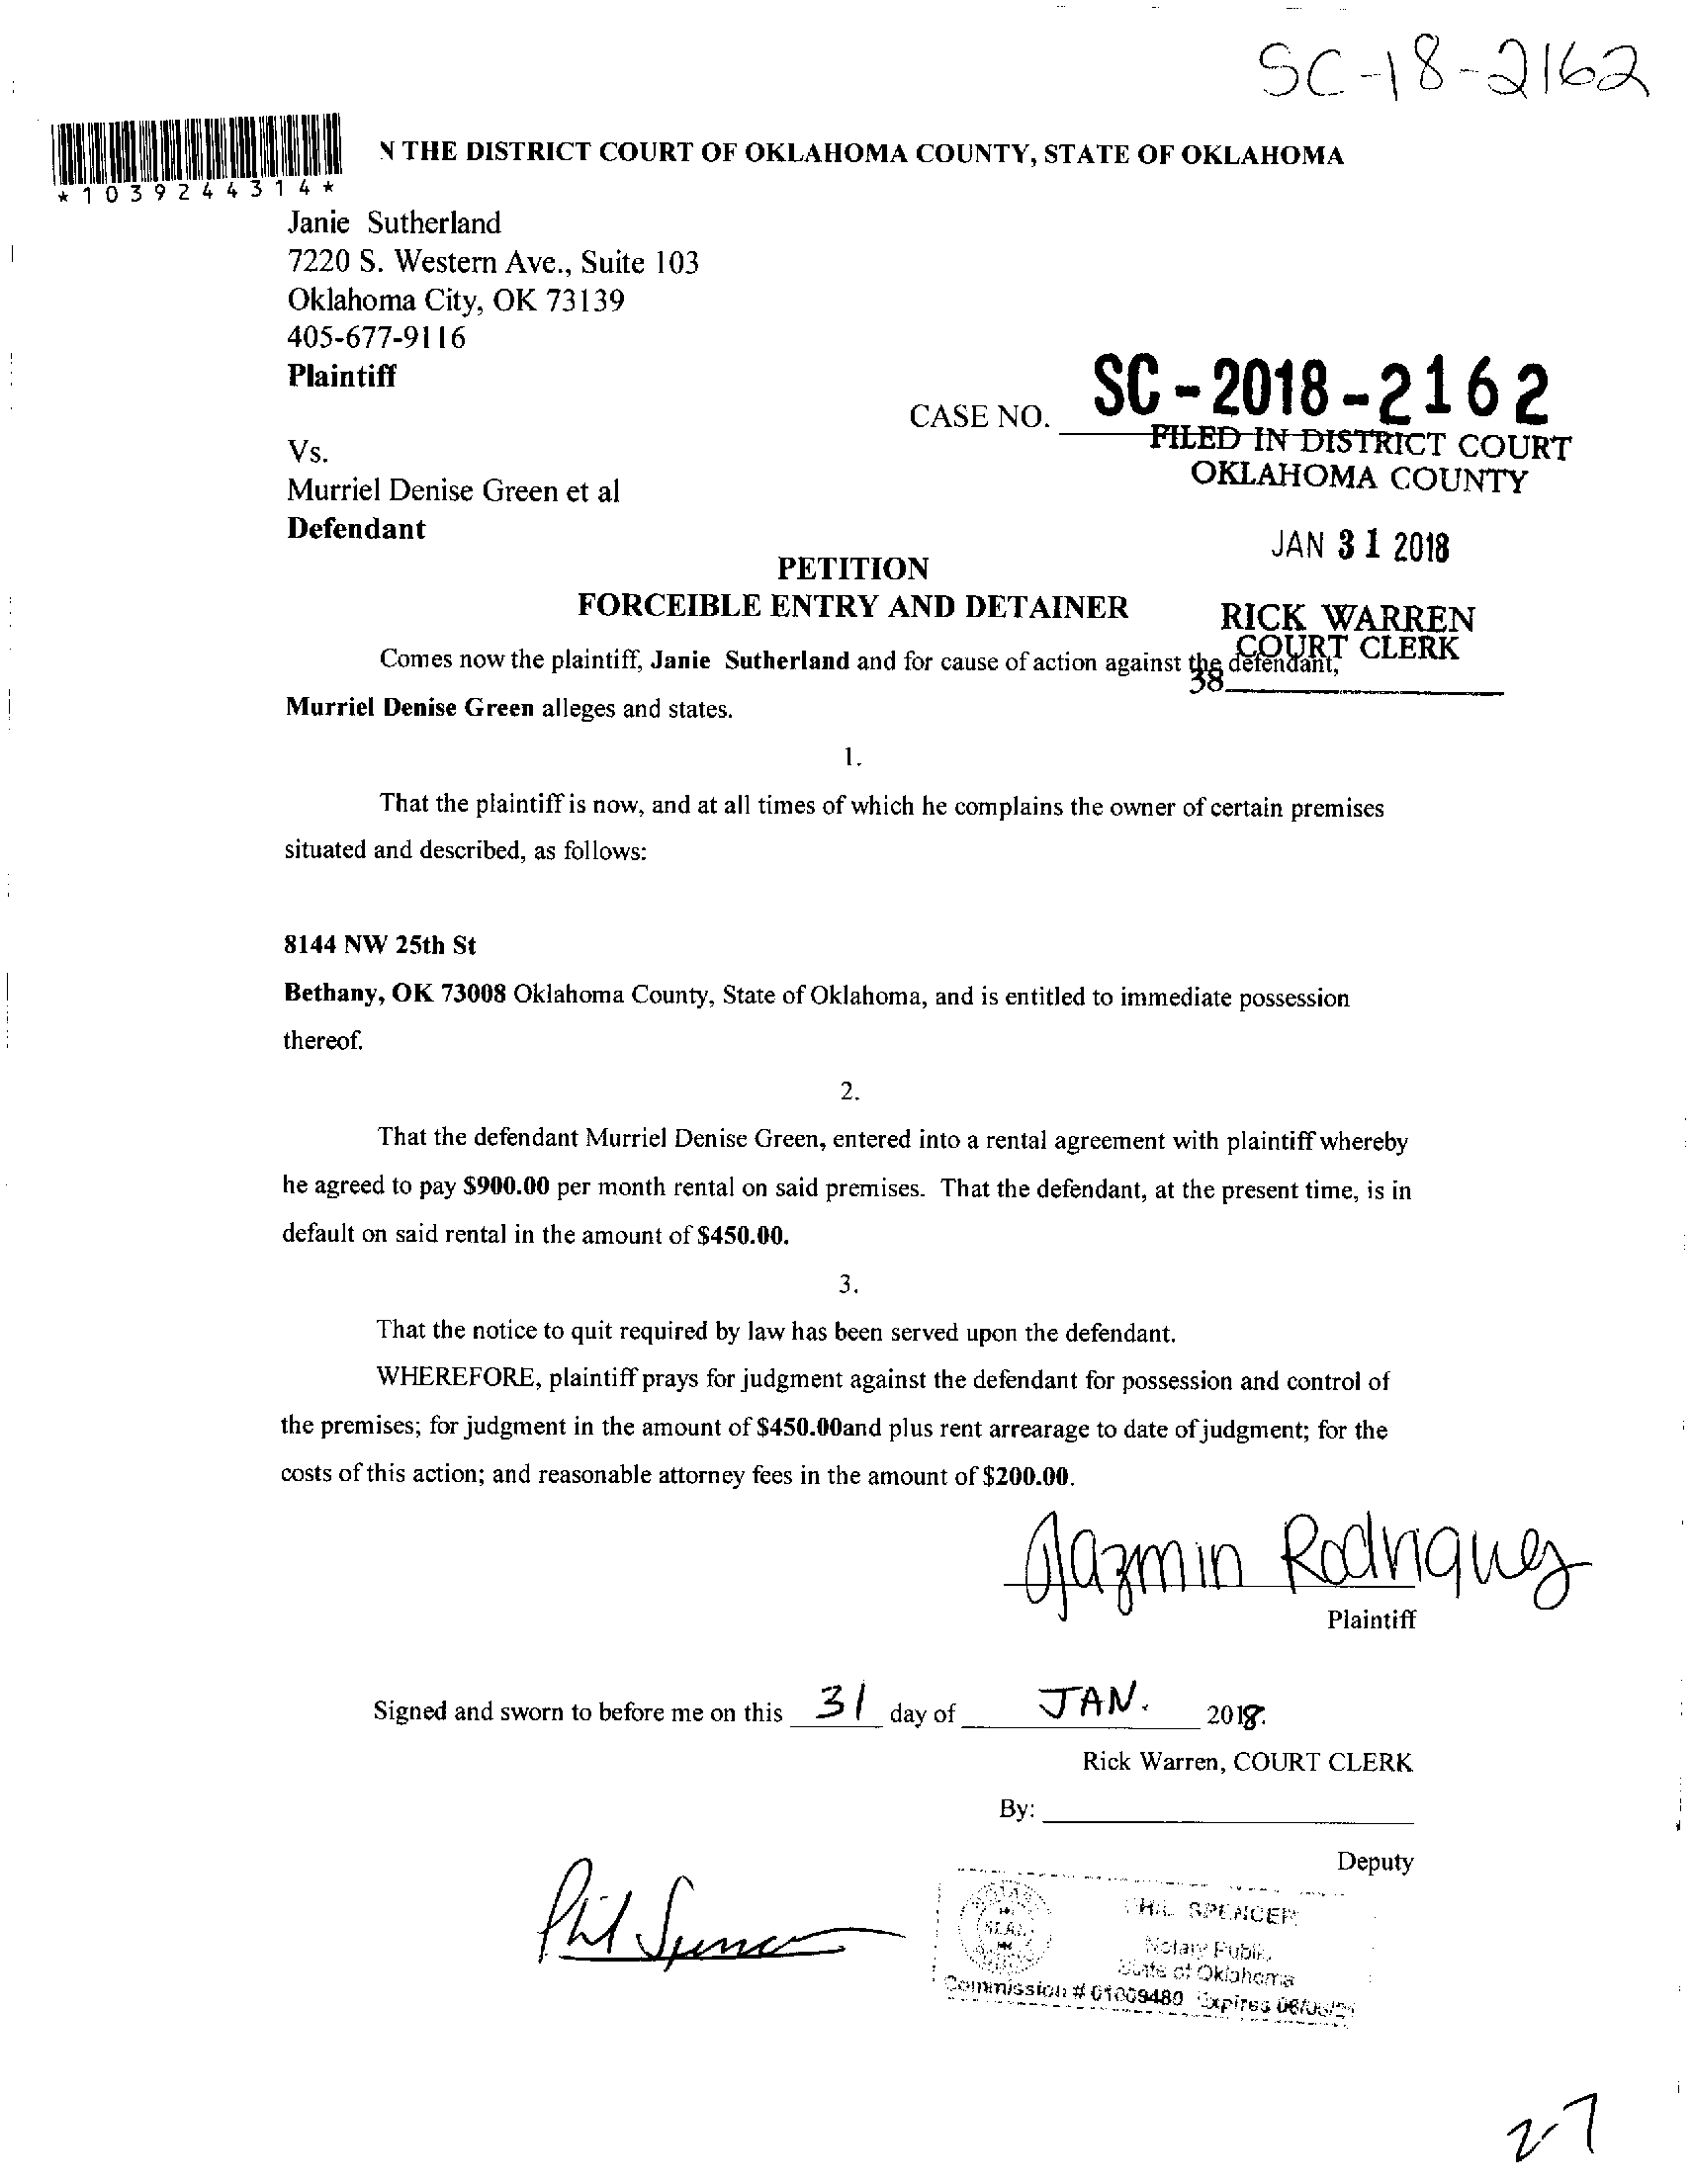 SC-18-2162
N THE DISTRICT COURT OF OKLAHOMA COUNTY, STATE OF OKLAHOMA
*1039244314*
Janie Sutherland
7220 S. Western Ave., Suite 103
Oklahoma City, OK 73139
405-677-9116
Plaintiff
CASE NO. SC-2018-2162
FILED IN DISTRICT COURT
OKLAHOMA COUNTY
Vs.
Murriel Denise Green et al
Defendant
JAN 31 2018
PETITION
FORCEIBLE ENTRY AND DETAINER
RICK WARREN
COURT CLERK
38
Comes now the plaintiff, Janie Sutherland and for cause of action against the defendant,
Murriel Denise Green alleges and states.
1.
That the plaintiff is now, and at all times of which he complains the owner of certain premises
situated and described, as follows:
8144 NW 25th St
Bethany, OK 73008 Oklahoma County, State of Oklahoma, and is entitled to immediate possession
thereof.
2.
That the defendant Murriel Denise Green, entered into a rental agreement with plaintiff whereby
he agreed to pay $900.00 per month rental on said premises. That the defendant, at the present time, is in
default on said rental in the amount of $450.00.
3.
That the notice to quit required by law has been served upon the defendant.
WHEREFORE, plaintiff prays for judgment against the defendant for possession and control of
the premises; for judgment in the amount of $450.00and plus rent arrearage to date of judgment; for the
costs of this action; and reasonable attorney fees in the amount of $200.00.
Jazmin Rodriquez
Plaintiff
Signed and sworn to before me on this 31 day of JAN. 2018.
Rick Warren, COURT CLERK
By:
Deputy
Phil Spencer
PHIL SPENCER
SEAL
Notary Public
State of Oklahoma
Commission # 01009480 Expires
2-7